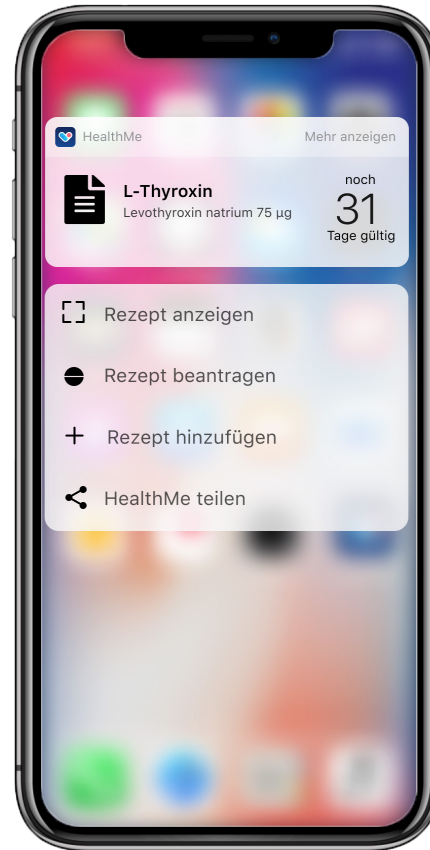 HealthMe
Mehr anzeigen
L-Thyroxin
Levothyroxin natrium 75 µg
noch
31
Tage gültig
Rezept anzeigen
Rezept beantragen
Rezept hinzufügen
HealthMe teilen